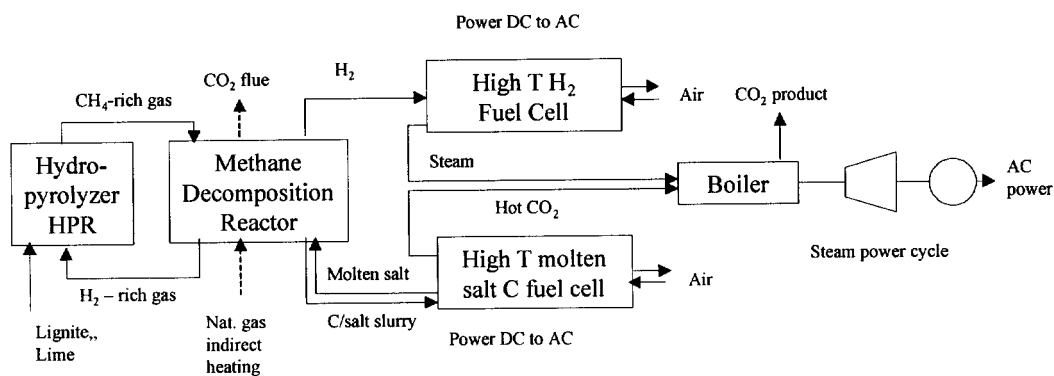 Power DC to AC
CO2 flue
H2
High T H2
Fuel Cell
Air
CO2 product
CH4-rich gas
Hydro-
pyrolyzer
HPR
Methane
Decomposition
Reactor
Steam
Boiler
AC
power
Hot CO2
Steam power cycle
High T molten
salt C fuel cell
Air
Molten salt
C/salt slurry
H2 – rich gas
Power DC to AC
Lignite,,
Lime
Nat. gas
indirect
heating